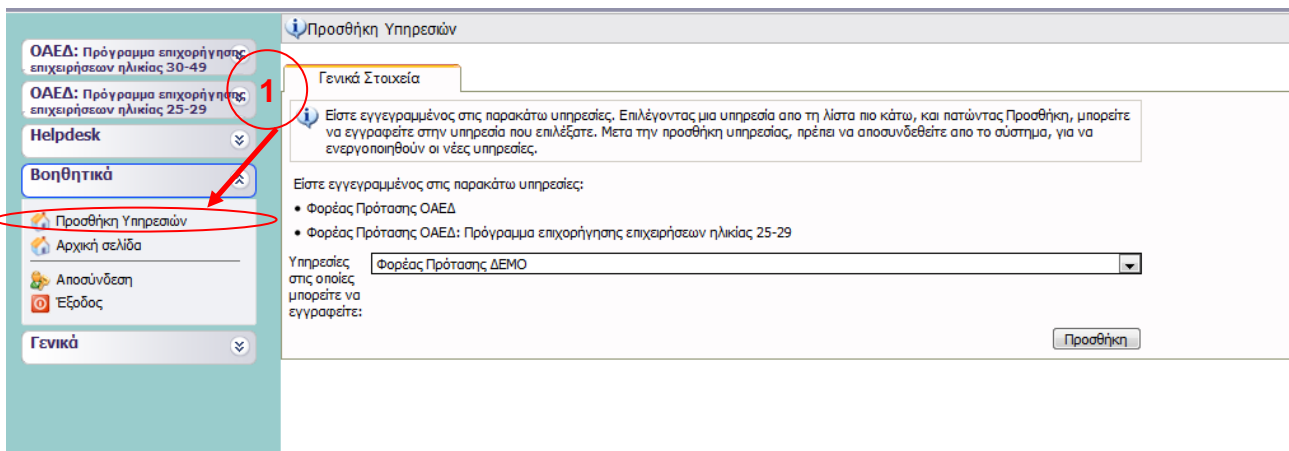 Προσθήκη Υπηρεσιών
ΟΑΕΔ: Πρόγραμμα επιχορήγησης
επιχειρήσεων ηλικίας 30-49
ΟΑΕΔ: Πρόγραμμα επιχορήγησης
επιχειρήσεων ηλικίας 25-29
Helpdesk
Βοηθητικά
Προσθήκη Υπηρεσιών
Αρχική σελίδα
Αποσύνδεση
Έξοδος
Γενικά
1
Γενικά Στοιχεία
Είστε εγγεγραμμένος στις παρακάτω υπηρεσίες. Επιλέγοντας μια υπηρεσία απο τη λίστα πιο κάτω, και πατώντας Προσθήκη, μπορείτε
να εγγραφείτε στην υπηρεσία που επιλέξατε. Μετα την προσθήκη υπηρεσίας, πρέπει να αποσυνδεθείτε απο το σύστημα, για να
ενεργοποιηθούν οι νέες υπηρεσίες.
Είστε εγγεγραμμένος στις παρακάτω υπηρεσίες:
• Φορέας Πρότασης ΟΑΕΔ
• Φορέας Πρότασης ΟΑΕΔ: Πρόγραμμα επιχορήγησης επιχειρήσεων ηλικίας 25-29
Υπηρεσίες
στις οποίες
μπορείτε να
εγγραφείτε:
Φορέας Πρότασης ΔΕΜΟ
Προσθήκη